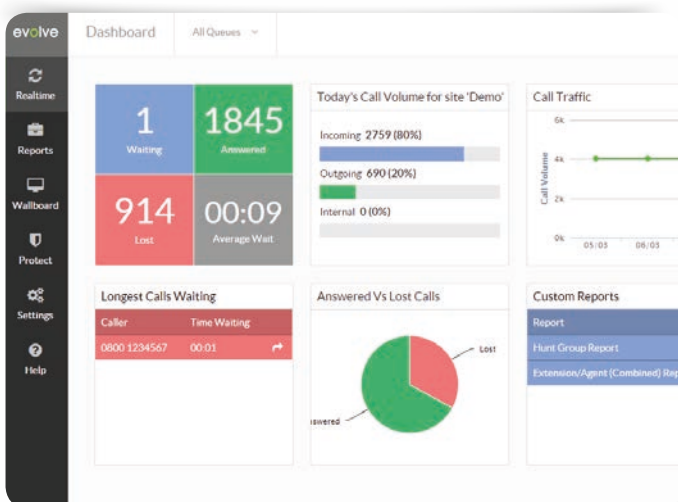 evolve
Dashboard
All Queues
Realtime
Reports
Wallboard
Protect
Settings
Help
1
Waiting
1845
Answered
914
Lost
00:09
Average Wait
Today's Call Volume for site 'Demo'
Incoming 2759 (80%)
Outgoing 690 (20%)
Internal 0 (0%)
Call Traffic
Call Volume
6k
4k
2k
0k
05/03 06/03
Longest Calls Waiting
Caller Time Waiting
0800 1234567 00:01
Answered Vs Lost Calls
Lost
nswered
Custom Reports
Report
Hunt Group Report
Extension/Agent (Combined) Rep